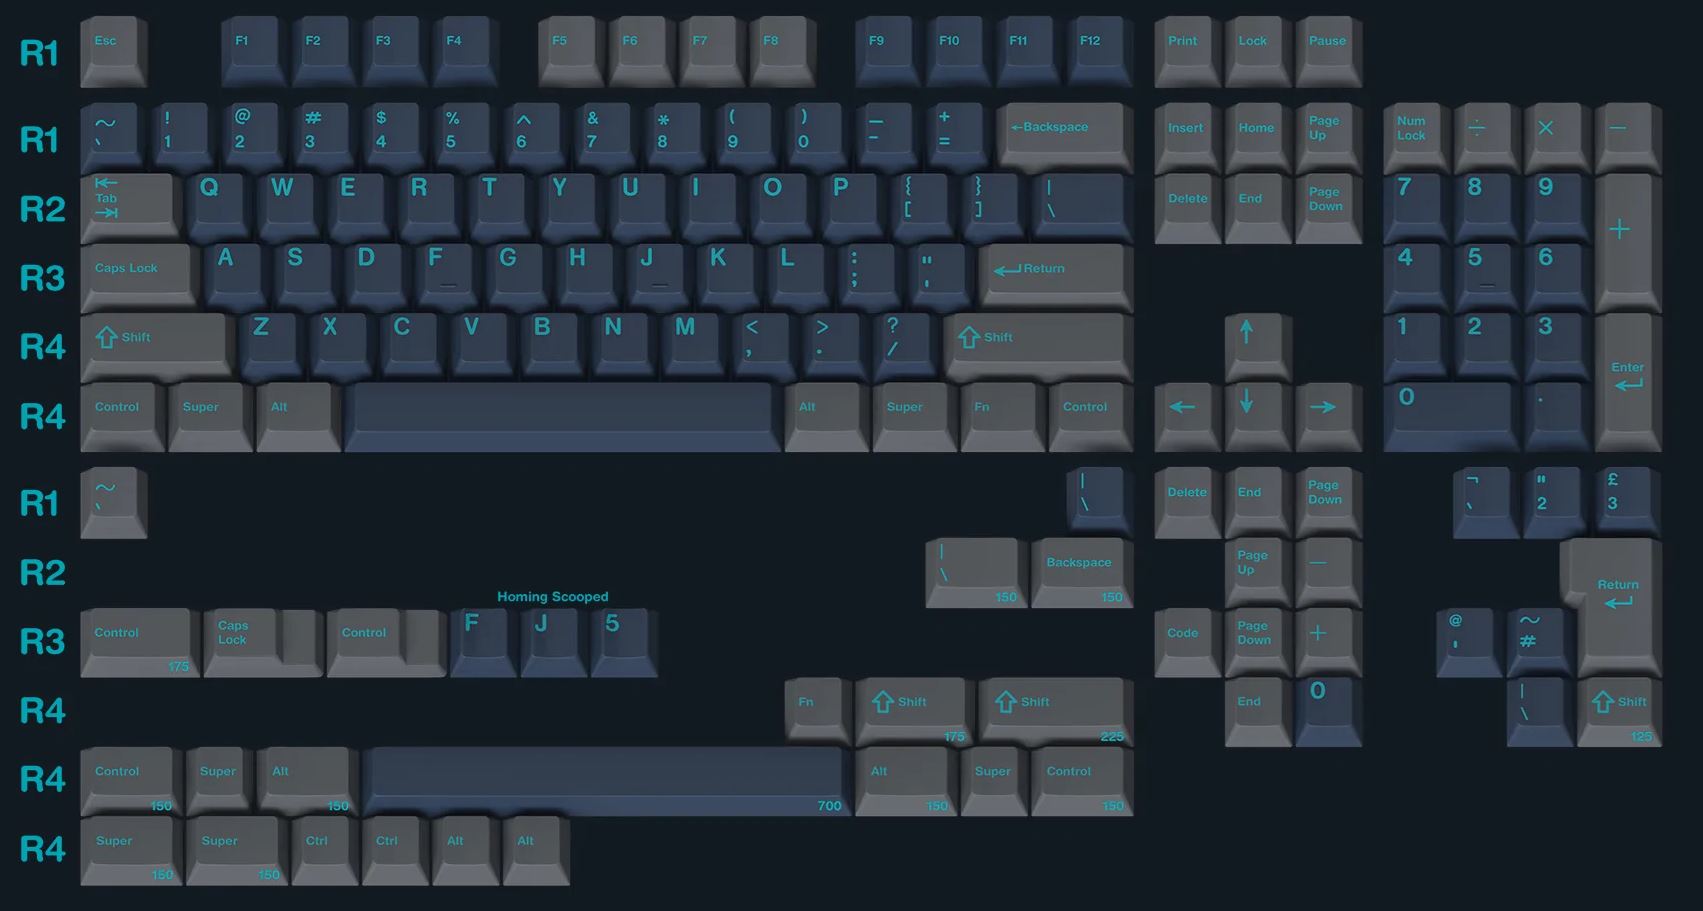 R1 Esc F1 F2 F3 F4 F5 F6 F7 F8 F9 F10 F11 F12 Print Lock Pause
~ ! @ # $ % ^ & * ( ) — +
R1 ` 1 2 3 4 5 6 7 8 9 0 - = ←Backspace Insert Home Page Up Num Lock ÷ × —
R2 Tab Q W E R T Y U I O P { [ } ] | \ Delete End Page Down 7 8 9 +
R3 Caps Lock A S D F G H J K L : ; " ' Return 4 5 6
R4 Shift Z X C V B N M < , > . ? / Shift ↑ 1 2 3 Enter
R4 Control Super Alt Alt Super Fn Control ← ↓ → 0 .
R1 ~ ` | \ Delete End Page Down ¬ ` " 2 £ 3
R2 | \ 150 Backspace 150 Page Up — Return
Homing Scooped
R3 Control 175 Caps Lock Control F J 5 Code Page Down + @ ' ~ #
R4 Fn Shift 175 Shift 225 End 0 | \ Shift 125
R4 Control 150 Super Alt 150 700 Alt 150 Super Control 150
R4 Super 150 Super 150 Ctrl Ctrl Alt Alt